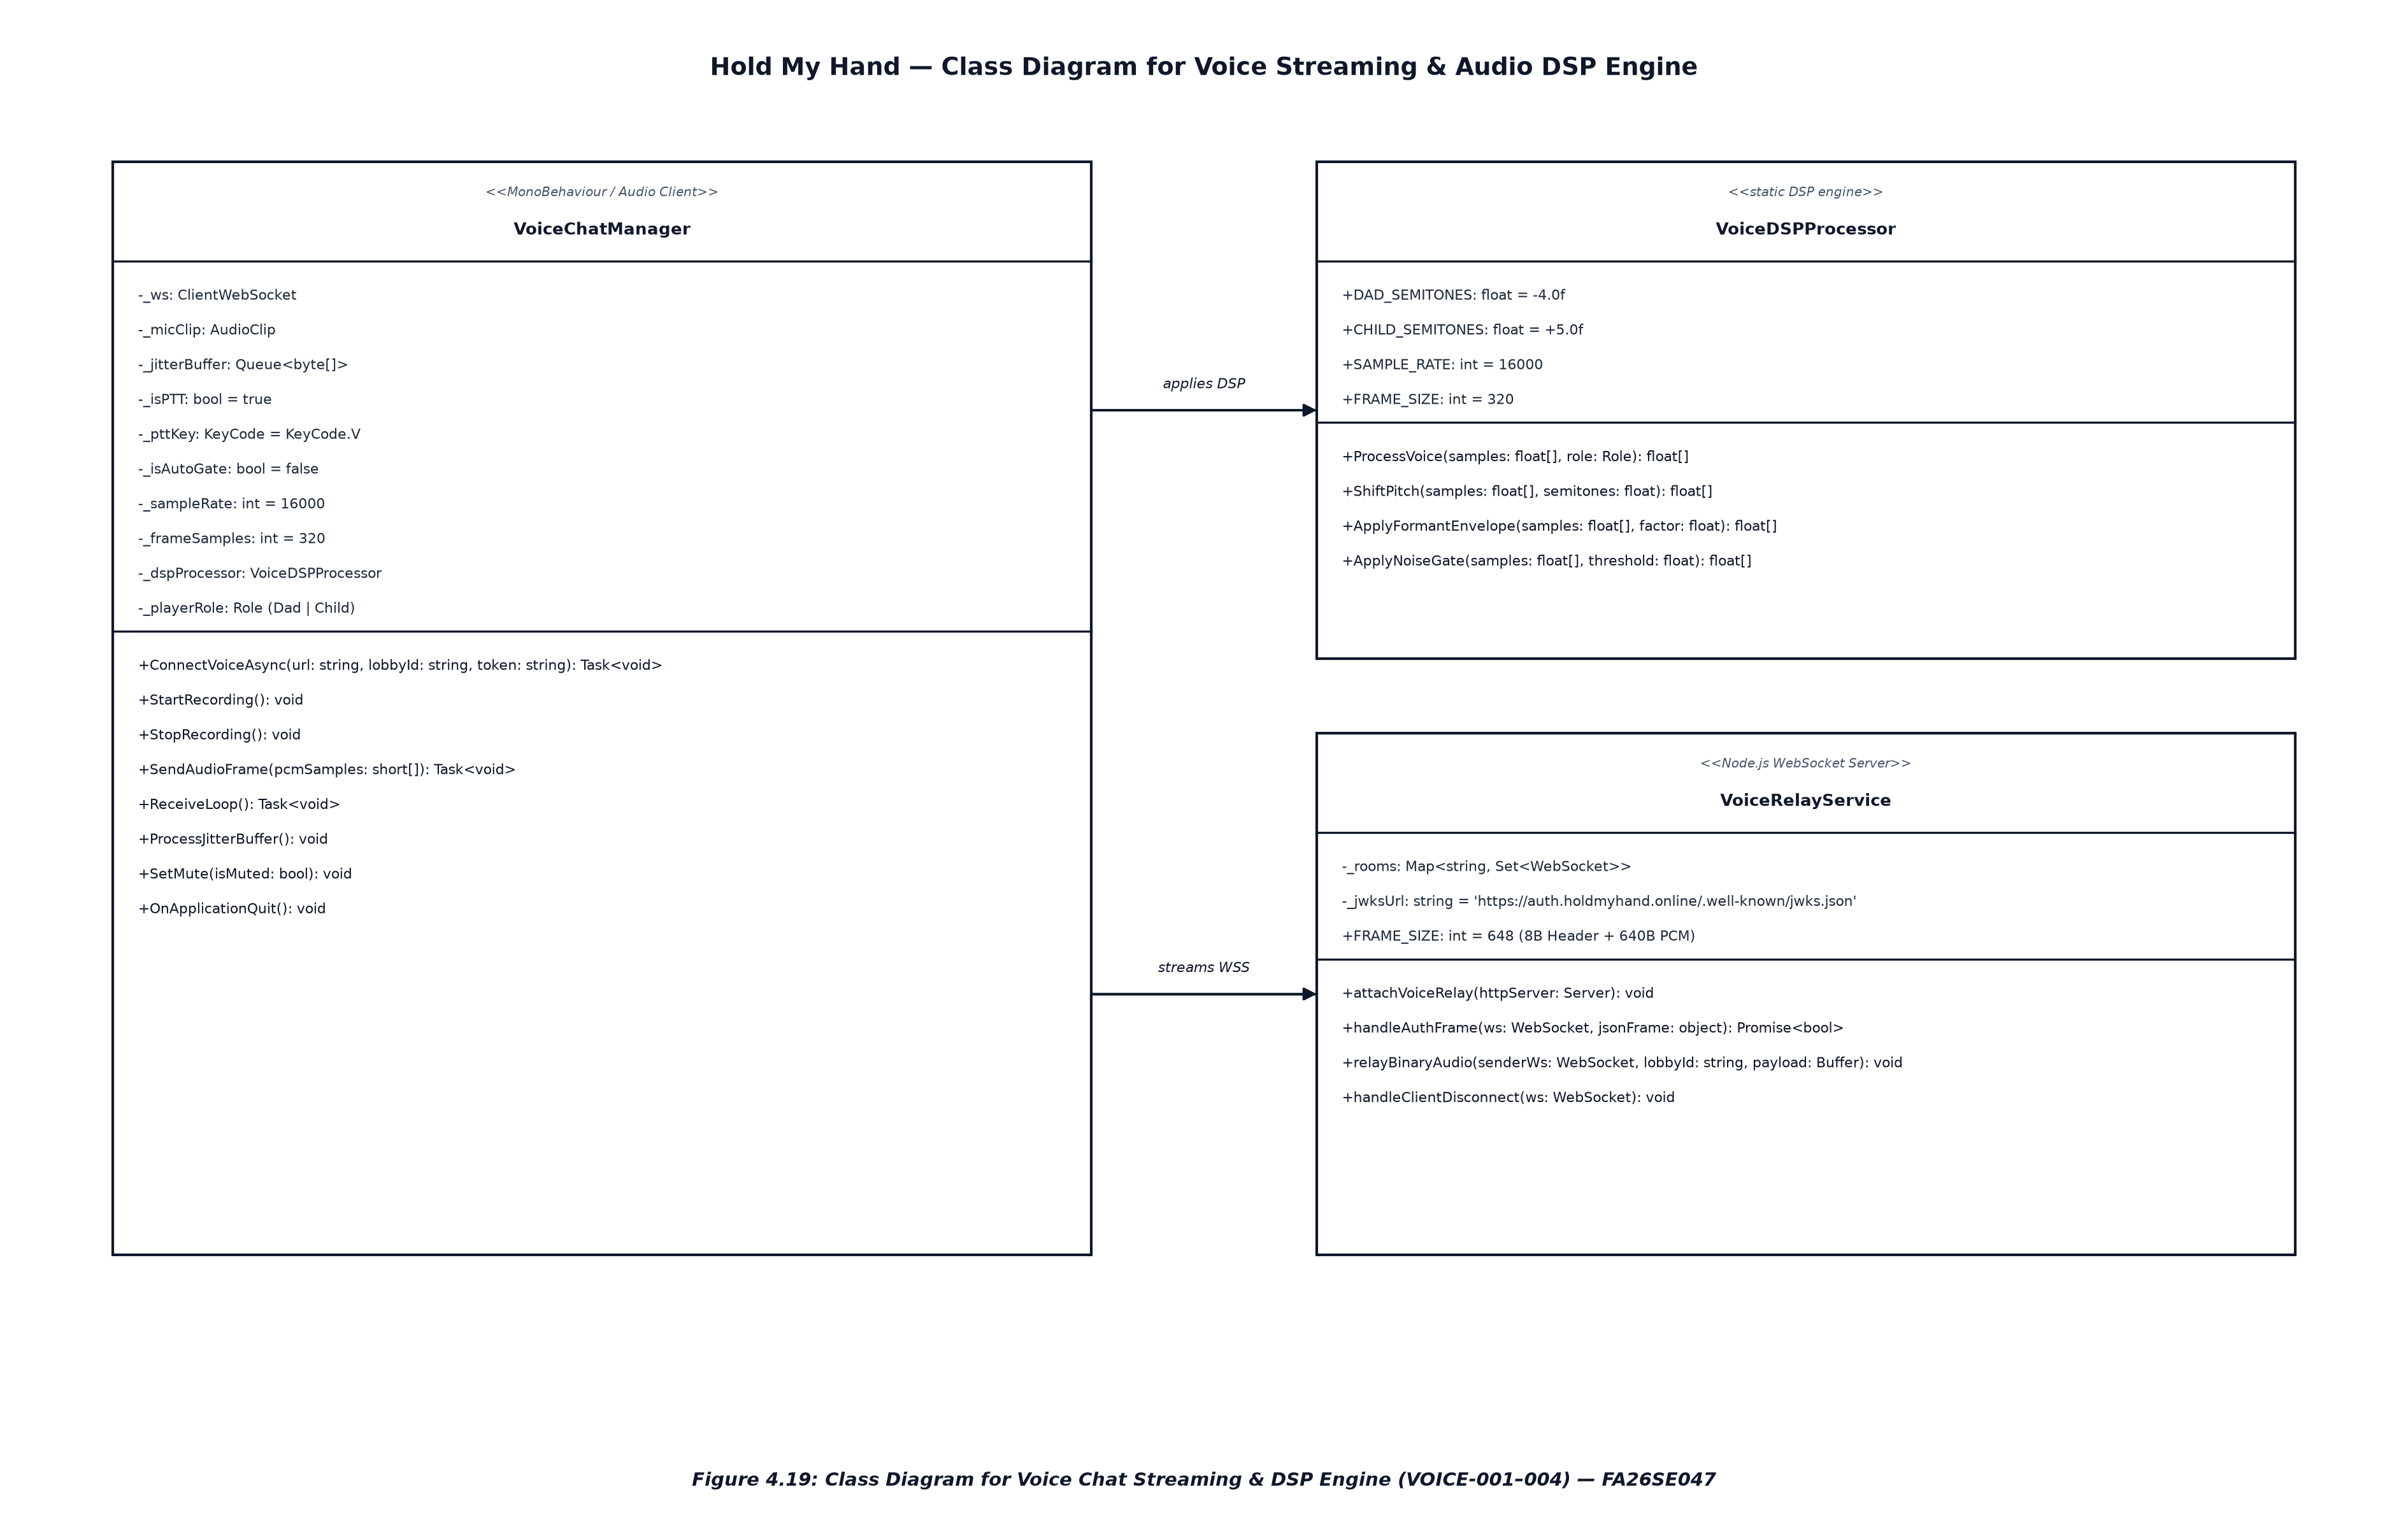 Hold My Hand — Class Diagram for Voice Streaming & Audio DSP Engine
<<MonoBehaviour / Audio Client>>
VoiceChatManager
-_ws: ClientWebSocket
-_micClip: AudioClip
-_jitterBuffer: Queue<byte[]>
-_isPTT: bool = true
-_pttKey: KeyCode = KeyCode.V
-_isAutoGate: bool = false
-_sampleRate: int = 16000
-_frameSamples: int = 320
-_dspProcessor: VoiceDSPProcessor
-_playerRole: Role (Dad | Child)
+ConnectVoiceAsync(url: string, lobbyId: string, token: string): Task<void>
+StartRecording(): void
+StopRecording(): void
+SendAudioFrame(pcmSamples: short[]): Task<void>
+ReceiveLoop(): Task<void>
+ProcessJitterBuffer(): void
+SetMute(isMuted: bool): void
+OnApplicationQuit(): void
applies DSP
streams WSS
<<static DSP engine>>
VoiceDSPProcessor
+DAD_SEMITONES: float = -4.0f
+CHILD_SEMITONES: float = +5.0f
+SAMPLE_RATE: int = 16000
+FRAME_SIZE: int = 320
+ProcessVoice(samples: float[], role: Role): float[]
+ShiftPitch(samples: float[], semitones: float): float[]
+ApplyFormantEnvelope(samples: float[], factor: float): float[]
+ApplyNoiseGate(samples: float[], threshold: float): float[]
<<Node.js WebSocket Server>>
VoiceRelayService
-_rooms: Map<string, Set<WebSocket>>
-_jwksUrl: string = 'https://auth.holdmyhand.online/.well-known/jwks.json'
+FRAME_SIZE: int = 648 (8B Header + 640B PCM)
+attachVoiceRelay(httpServer: Server): void
+handleAuthFrame(ws: WebSocket, jsonFrame: object): Promise<bool>
+relayBinaryAudio(senderWs: WebSocket, lobbyId: string, payload: Buffer): void
+handleClientDisconnect(ws: WebSocket): void
Figure 4.19: Class Diagram for Voice Chat Streaming & DSP Engine (VOICE-001–004) — FA26SE047